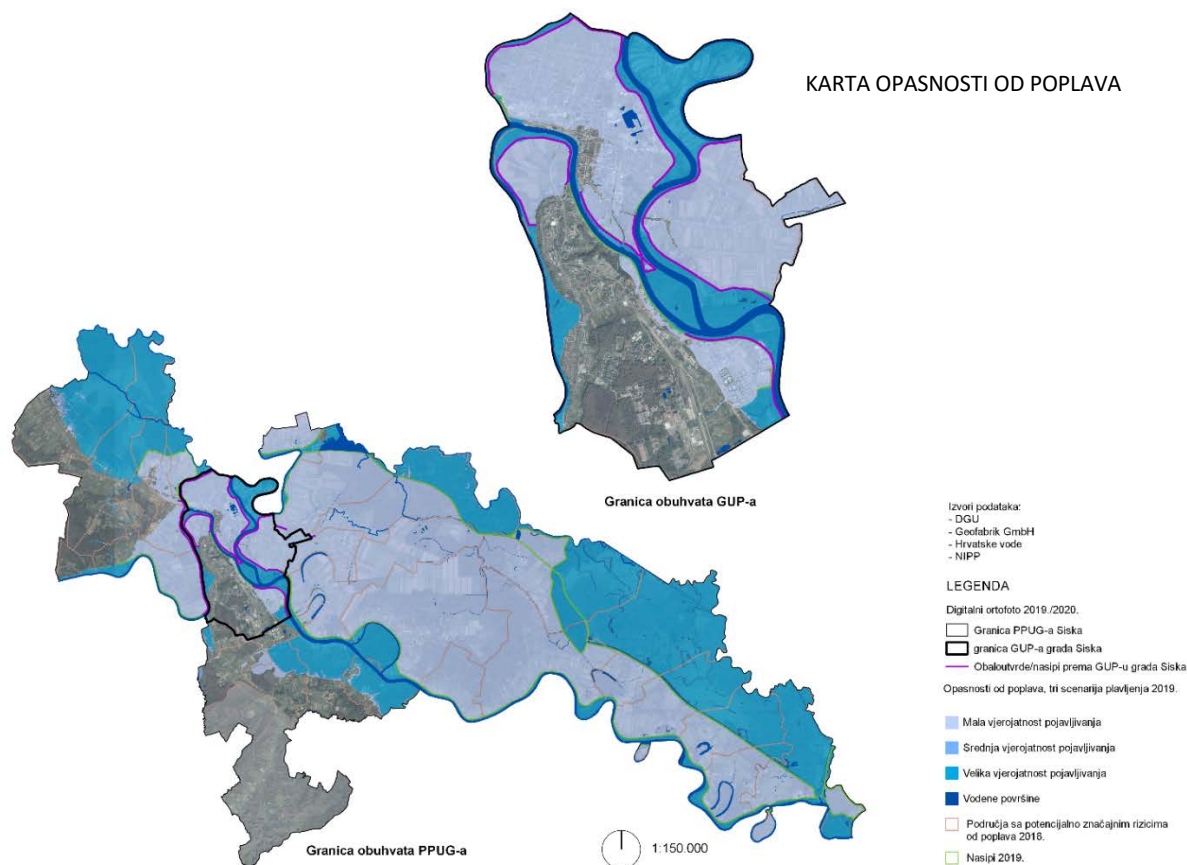 KARTA OPASNOSTI OD POPLAVA
Granica obuhvata GUP-a
Izvori podataka:
- DGU
- Geofabrik GmbH
- Hrvatske vode
- NIPP
LEGENDA
Digitalni ortofoto 2019./2020.
Granica PPUG-a Siska
granica GUP-a grada Siska
Obaloutvrde/nasipi prema GUP-u grada Siska
Opasnosti od poplava, tri scenarija plavljenja 2019.
Mala vjerojatnost pojavljivanja
Srednja vjerojatnost pojavljivanja
Velika vjerojatnost pojavljivanja
Vodene površine
Područja sa potencijalno značajnim rizicima
od poplava 2018.
Nasipi 2019.
Granica obuhvata PPUG-a
1:150.000